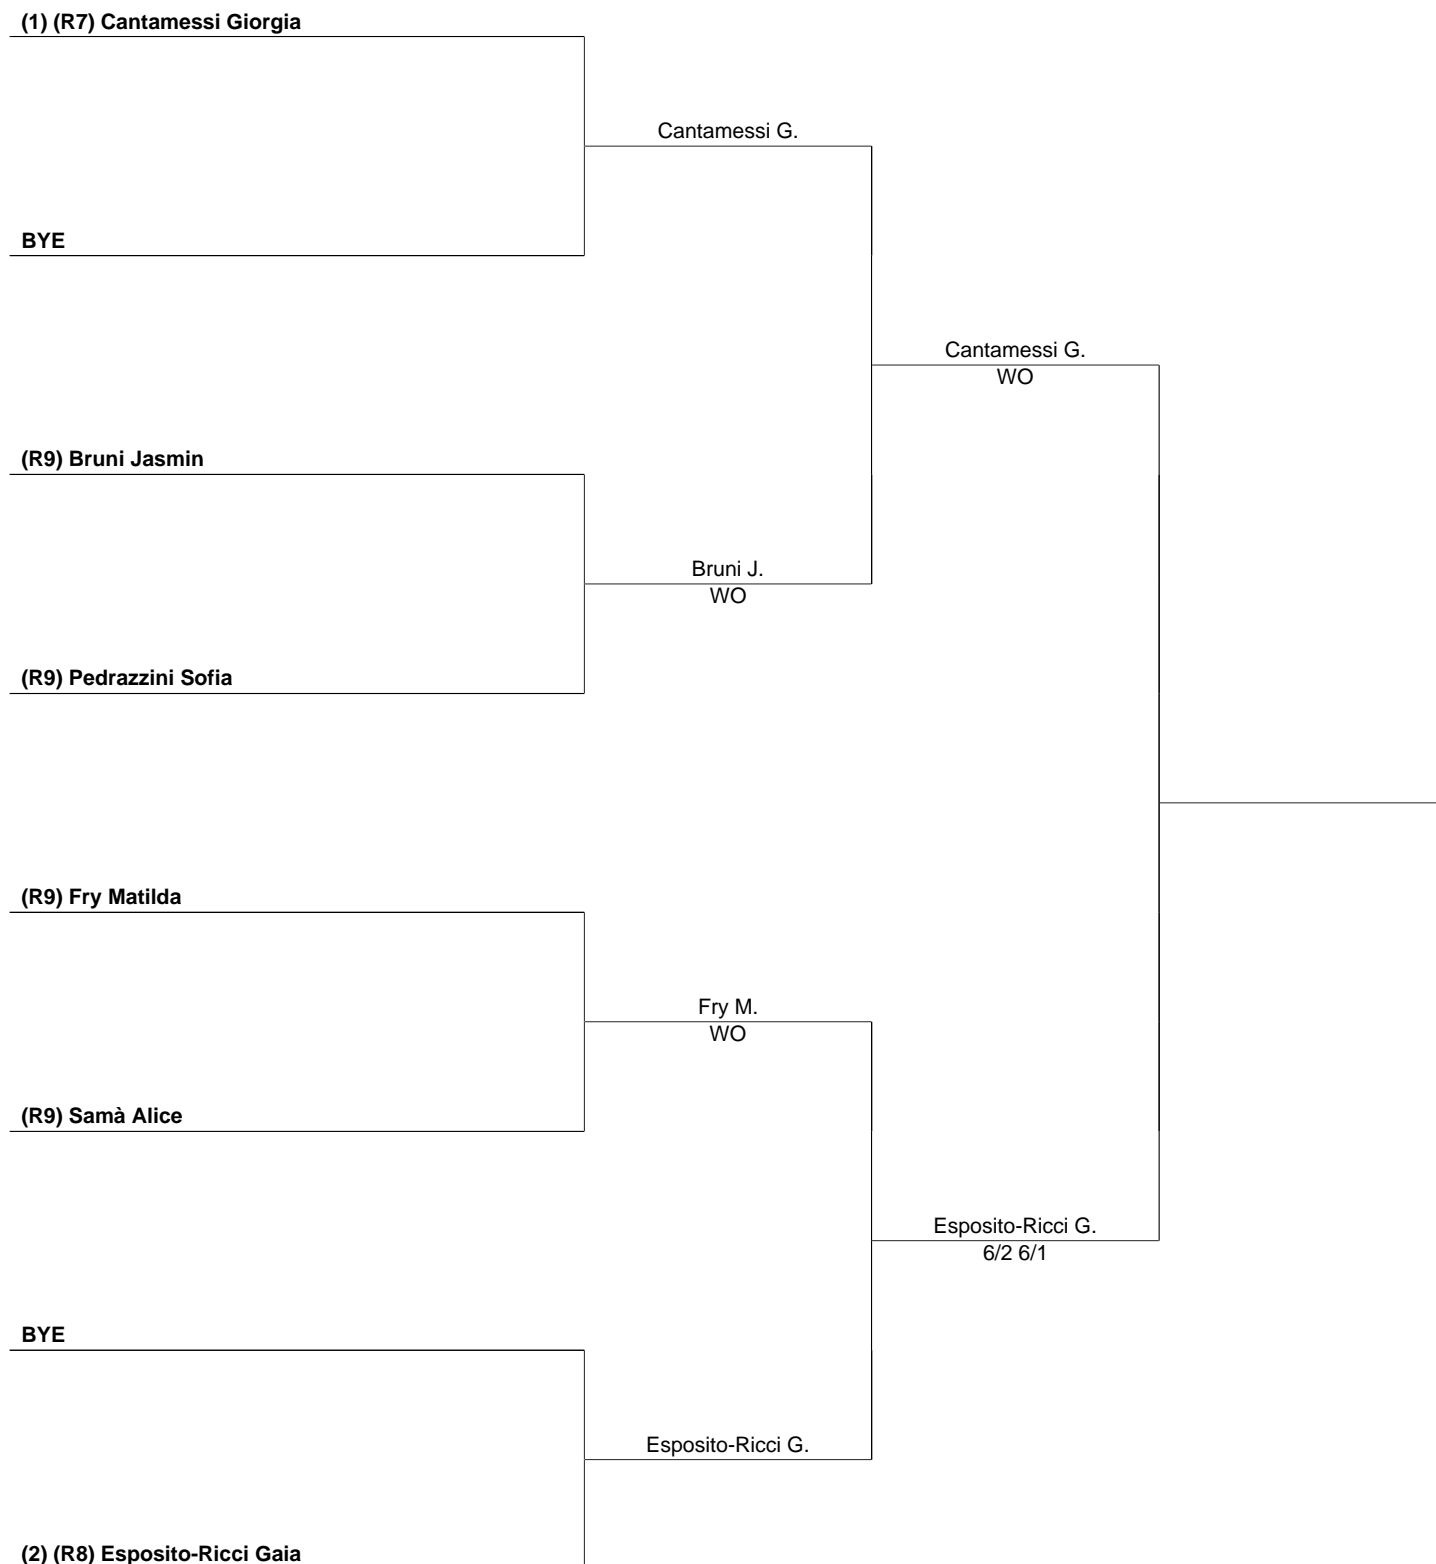 (1) (R7) Cantamessi Giorgia
Cantamessi G.
BYE
Cantamessi G.
WO
(R9) Bruni Jasmin
Bruni J.
WO
(R9) Pedrazzini Sofia
(R9) Fry Matilda
Fry M.
WO
(R9) Samà Alice
Esposito-Ricci G.
6/2 6/1
BYE
Esposito-Ricci G.
(2) (R8) Esposito-Ricci Gaia